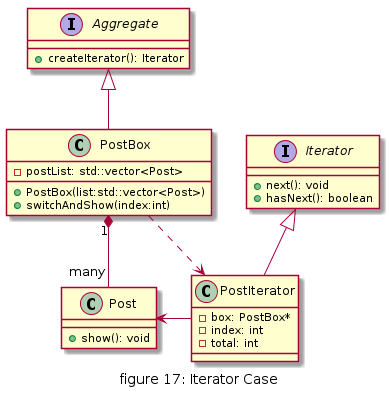 I Aggregate
createIterator(): Iterator
C PostBox
postList: std::vector<Post>
PostBox(list:std::vector<Post>)
switchAndShow(index:int)
I Iterator
next(): void
hasNext(): boolean
1
many
C Post
show(): void
C PostIterator
box: PostBox*
index: int
total: int
figure 17: Iterator Case